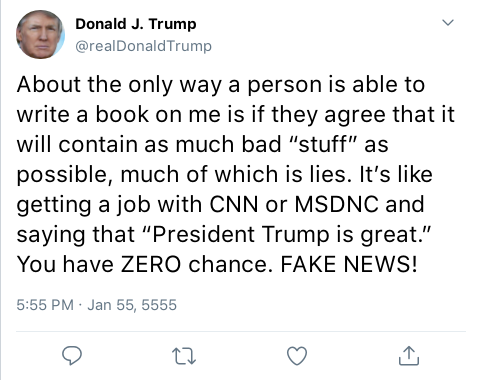 Donald J. Trump
@realDonaldTrump
About the only way a person is able to
write a book on me is if they agree that it
will contain as much bad “stuff” as
possible, much of which is lies. It’s like
getting a job with CNN or MSDNC and
saying that “President Trump is great.”
You have ZERO chance. FAKE NEWS!
5:55 PM · Jan 55, 5555